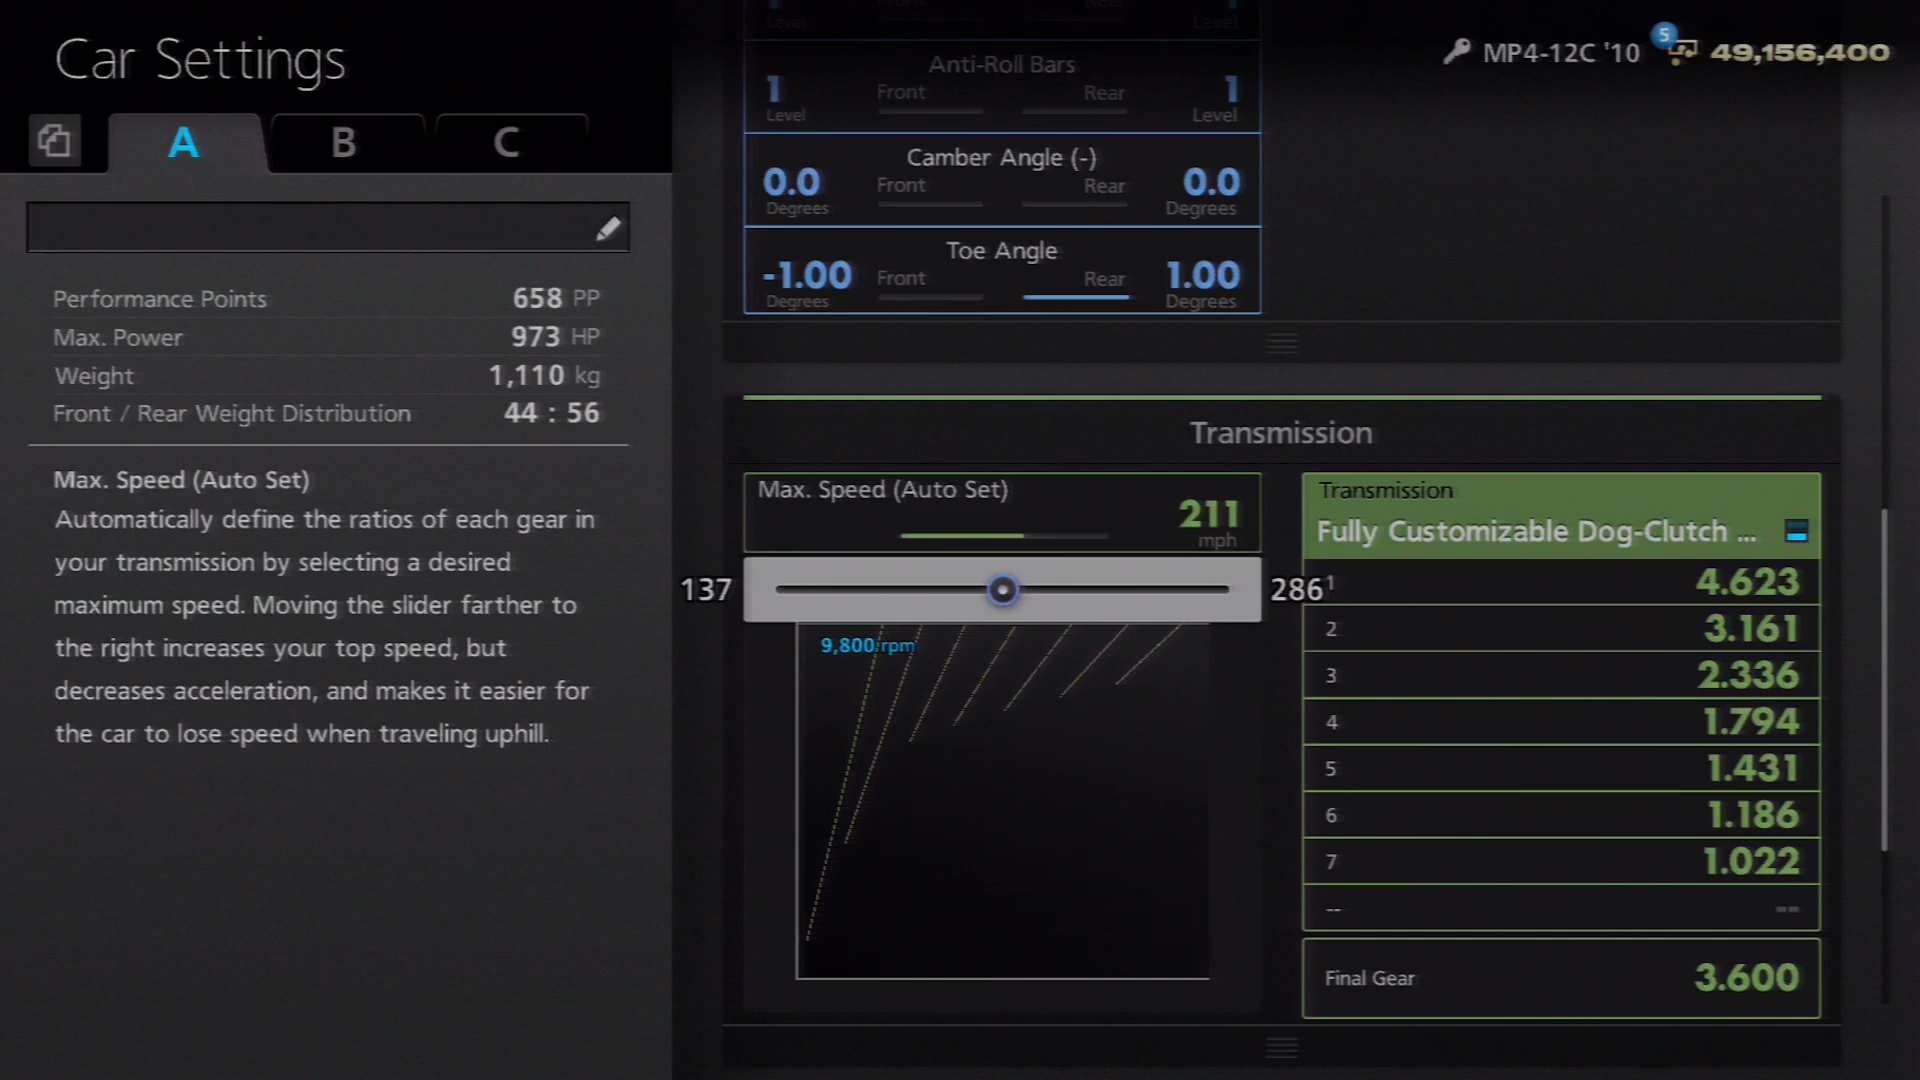 Car Settings
MP4-12C '10
5
49,156,400
A
B
C
Performance Points 658 PP
Max. Power 973 HP
Weight 1,110 kg
Front / Rear Weight Distribution 44 : 56
Max. Speed (Auto Set)
Automatically define the ratios of each gear in
your transmission by selecting a desired
maximum speed. Moving the slider farther to
the right increases your top speed, but
decreases acceleration, and makes it easier for
the car to lose speed when traveling uphill.
Level Level
Anti-Roll Bars
1 Front Rear 1
Level Level
Camber Angle (-)
0.0 Front Rear 0.0
Degrees Degrees
Toe Angle
-1.00 Front Rear 1.00
Degrees Degrees
Transmission
Max. Speed (Auto Set)
211
mph
137 286
9,800 rpm
Transmission
Fully Customizable Dog-Clutch ...
1 4.623
2 3.161
3 2.336
4 1.794
5 1.431
6 1.186
7 1.022
-- --
Final Gear 3.600